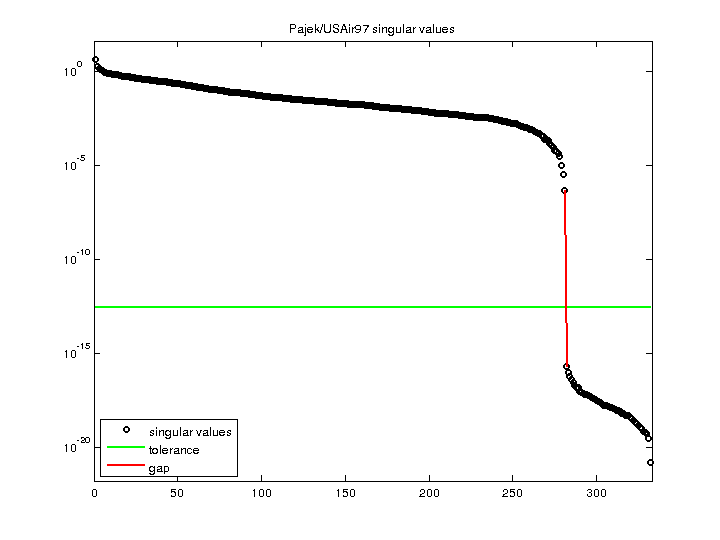 Pajek/USAir97 singular values
10^0
10^-5
10^-10
10^-15
10^-20
singular values
tolerance
gap
0 50 100 150 200 250 300